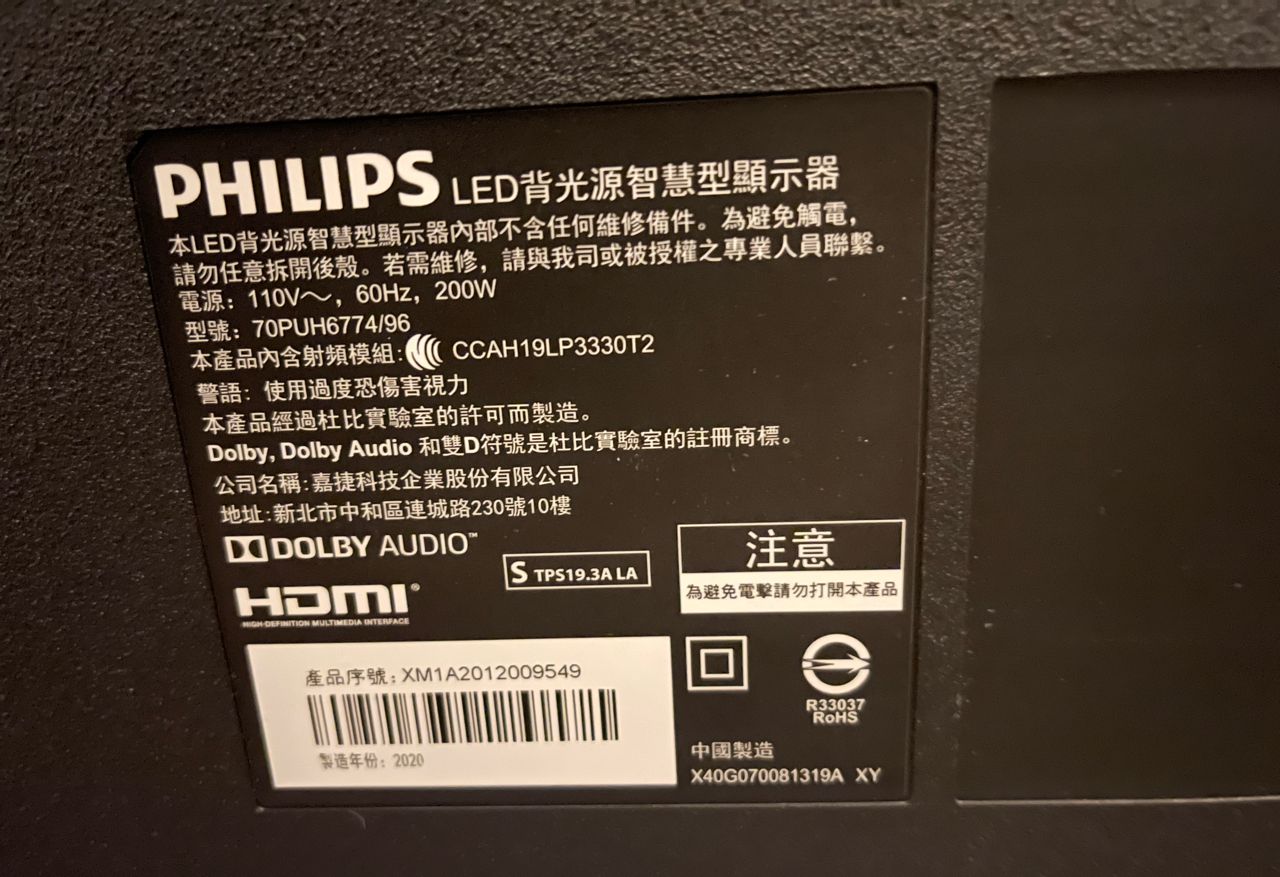 PHILIPS LED背光源智慧型顯示器
本LED背光源智慧型顯示器內部不含任何維修備件。為避免觸電,
請勿任意拆開後殼。若需維修,請與我司或被授權之專業人員聯繫。
電源:110V～,60Hz,200W
型號:70PUH6774/96
本產品內含射頻模組: CCAH19LP3330T2
警語:使用過度恐傷害視力
本產品經過杜比實驗室的許可而製造。
Dolby, Dolby Audio 和雙D符號是杜比實驗室的註冊商標。
公司名稱:嘉捷科技企業股份有限公司
地址:新北市中和區連城路230號10樓
DOLBY AUDIO™
HDMI®
HIGH-DEFINITION MULTIMEDIA INTERFACE
S TPS19.3A LA
注意
為避免電擊請勿打開本產品
產品序號:XM1A2012009549
製造年份:2020
R33037
RoHS
中國製造
X40G070081319A XY